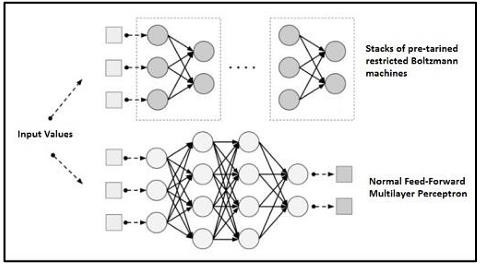 Stacks of pre-tarined
restricted Boltzmann
machines
Input Values
Normal Feed-Forward
Multilayer Perceptron